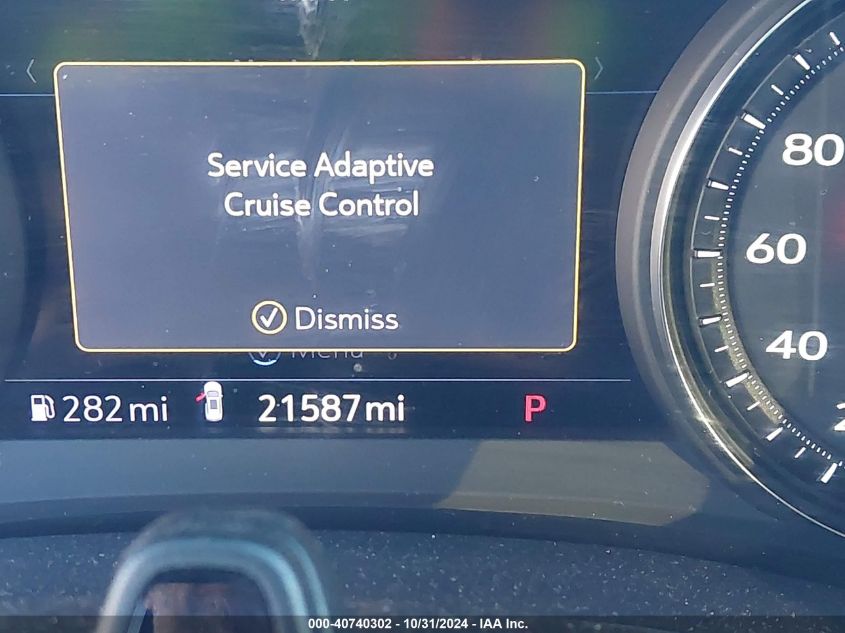 Service Adaptive
Cruise Control
Dismiss
Menu
282 mi
21587 mi
P
80
60
40
000-40740302 - 10/31/2024 - IAA Inc.